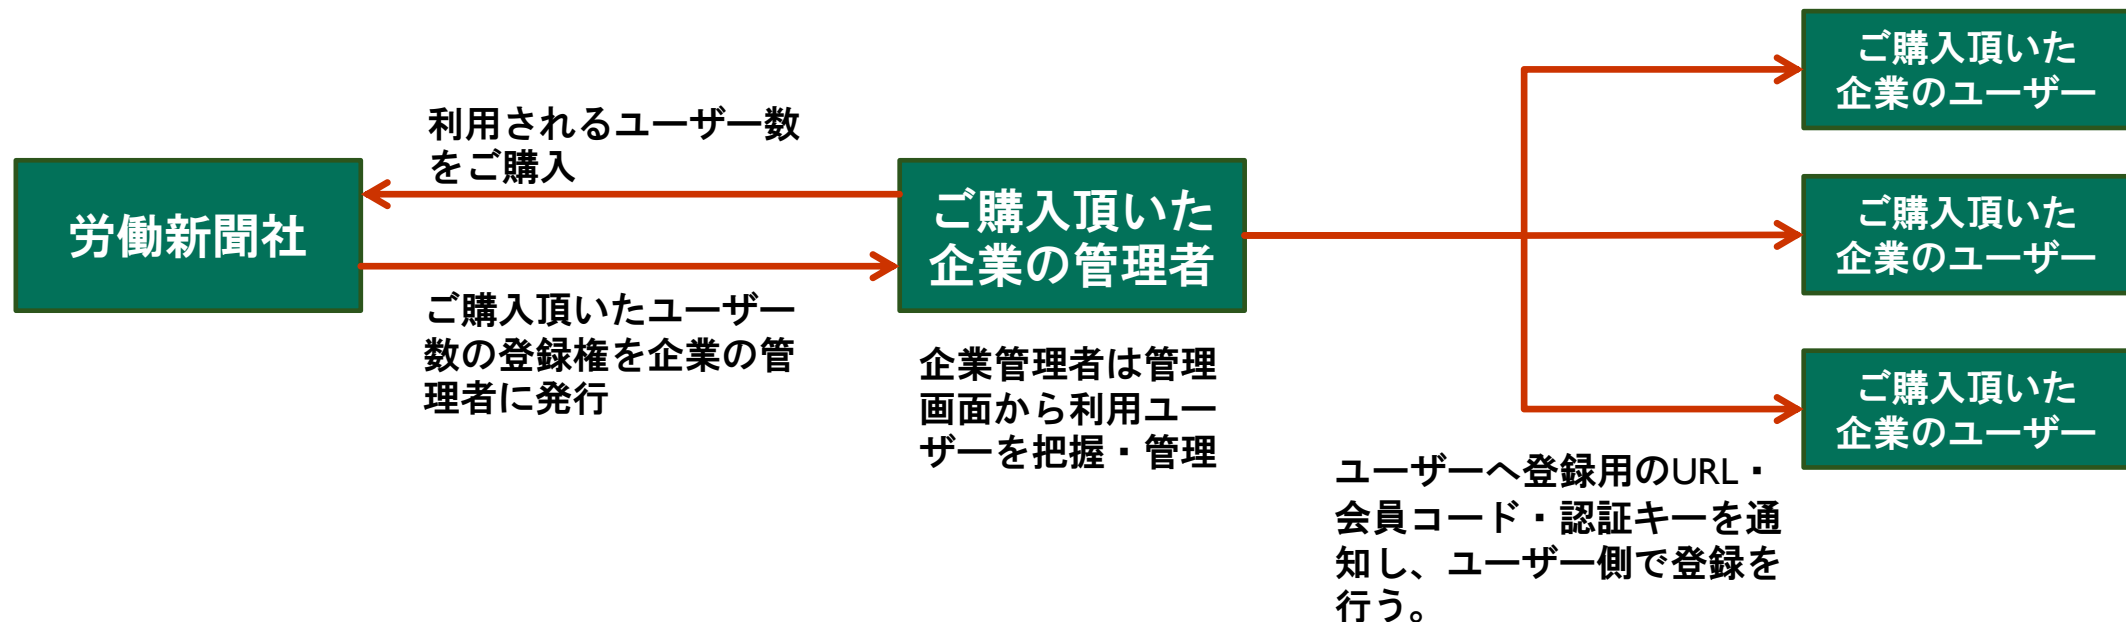 労働新聞社
利用されるユーザー数
をご購入
ご購入頂いたユーザー
数の登録権を企業の管
理者に発行
ご購入頂いた
企業の管理者
企業管理者は管理
画面から利用ユー
ザーを把握・管理
ユーザーへ登録用のURL・
会員コード・認証キーを通
知し、ユーザー側で登録を
行う。
ご購入頂いた
企業のユーザー
ご購入頂いた
企業のユーザー
ご購入頂いた
企業のユーザー